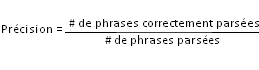 Précision = # de phrases correctement parsées
# de phrases parsées